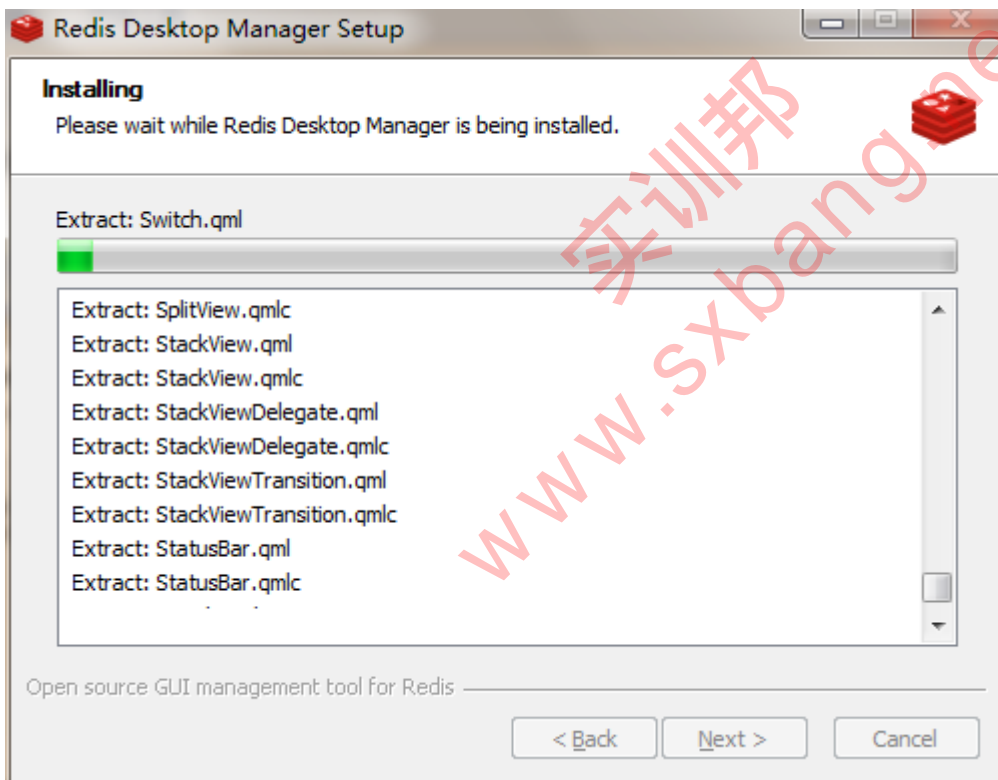 Redis Desktop Manager Setup
Installing
Please wait while Redis Desktop Manager is being installed.
Extract: Switch.qml
Extract: SplitView.qmlc
Extract: StackView.qml
Extract: StackView.qmlc
Extract: StackViewDelegate.qml
Extract: StackViewDelegate.qmlc
Extract: StackViewTransition.qml
Extract: StackViewTransition.qmlc
Extract: StatusBar.qml
Extract: StatusBar.qmlc
Open source GUI management tool for Redis
< Back
Next >
Cancel
实训邦
www.sxbang.ne